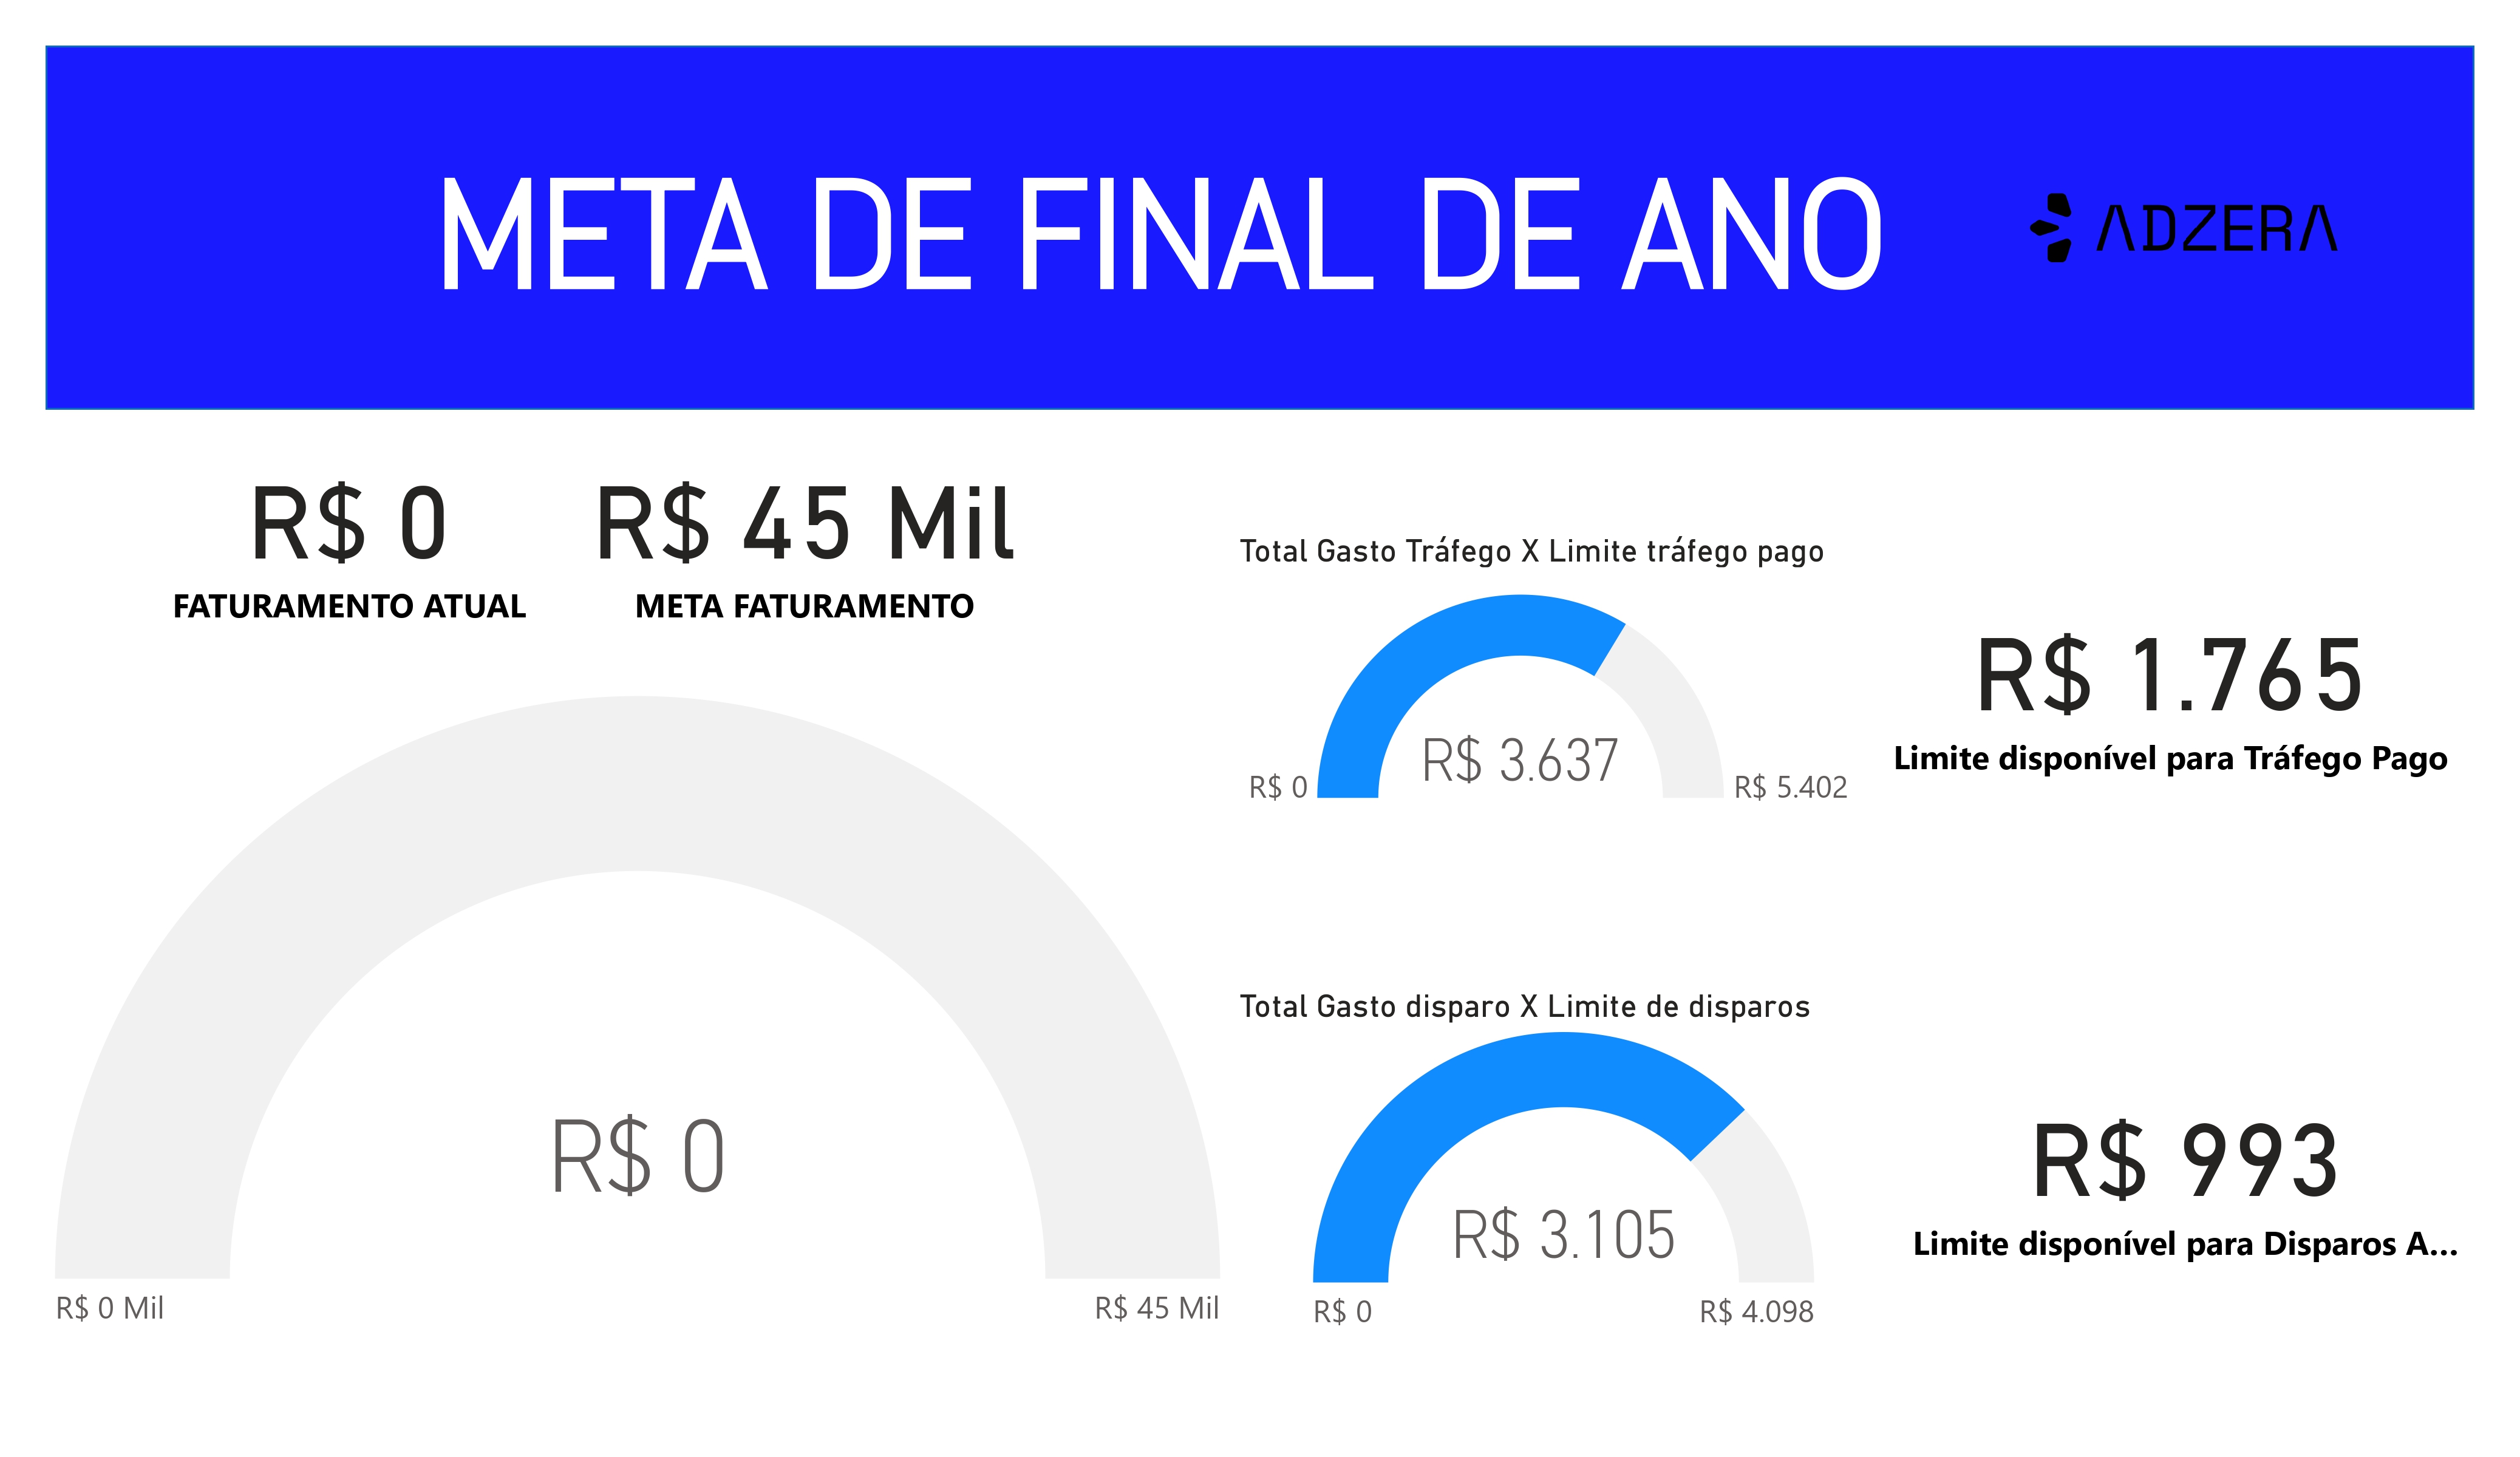 META DE FINAL DE ANO
ADZERA
R$ 0
FATURAMENTO ATUAL
R$ 45 Mil
META FATURAMENTO
R$ 0
R$ 0 Mil
R$ 45 Mil
Total Gasto Tráfego X Limite tráfego pago
R$ 3.637
R$ 0
R$ 5.402
R$ 1.765
Limite disponível para Tráfego Pago
Total Gasto disparo X Limite de disparos
R$ 3.105
R$ 0
R$ 4.098
R$ 993
Limite disponível para Disparos A...